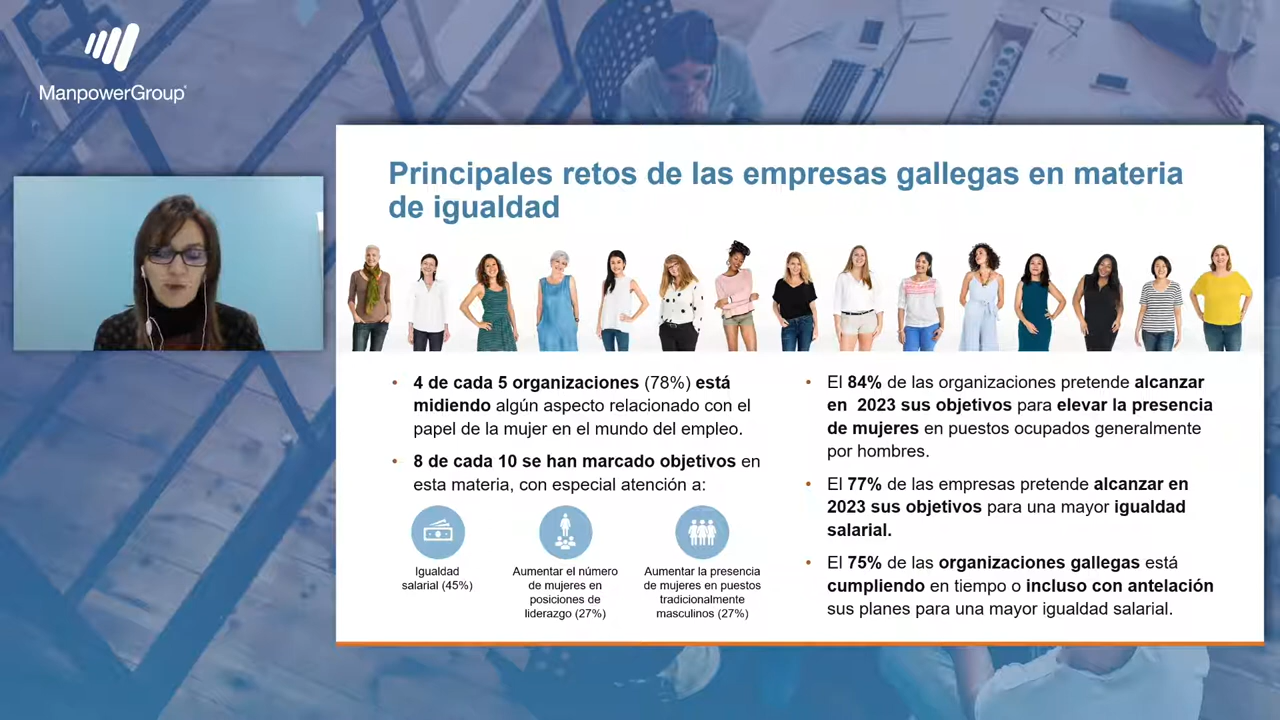 ManpowerGroup
Principales retos de las empresas gallegas en materia
de igualdad
• 4 de cada 5 organizaciones (78%) está
midiendo algún aspecto relacionado con el
papel de la mujer en el mundo del empleo.
• 8 de cada 10 se han marcado objetivos en
esta materia, con especial atención a:
Igualdad
salarial (45%)
Aumentar el número
de mujeres en
posiciones de
liderazgo (27%)
Aumentar la presencia
de mujeres en puestos
tradicionalmente
masculinos (27%)
• El 84% de las organizaciones pretende alcanzar
en 2023 sus objetivos para elevar la presencia
de mujeres en puestos ocupados generalmente
por hombres.
• El 77% de las empresas pretende alcanzar en
2023 sus objetivos para una mayor igualdad
salarial.
• El 75% de las organizaciones gallegas está
cumpliendo en tiempo o incluso con antelación
sus planes para una mayor igualdad salarial.